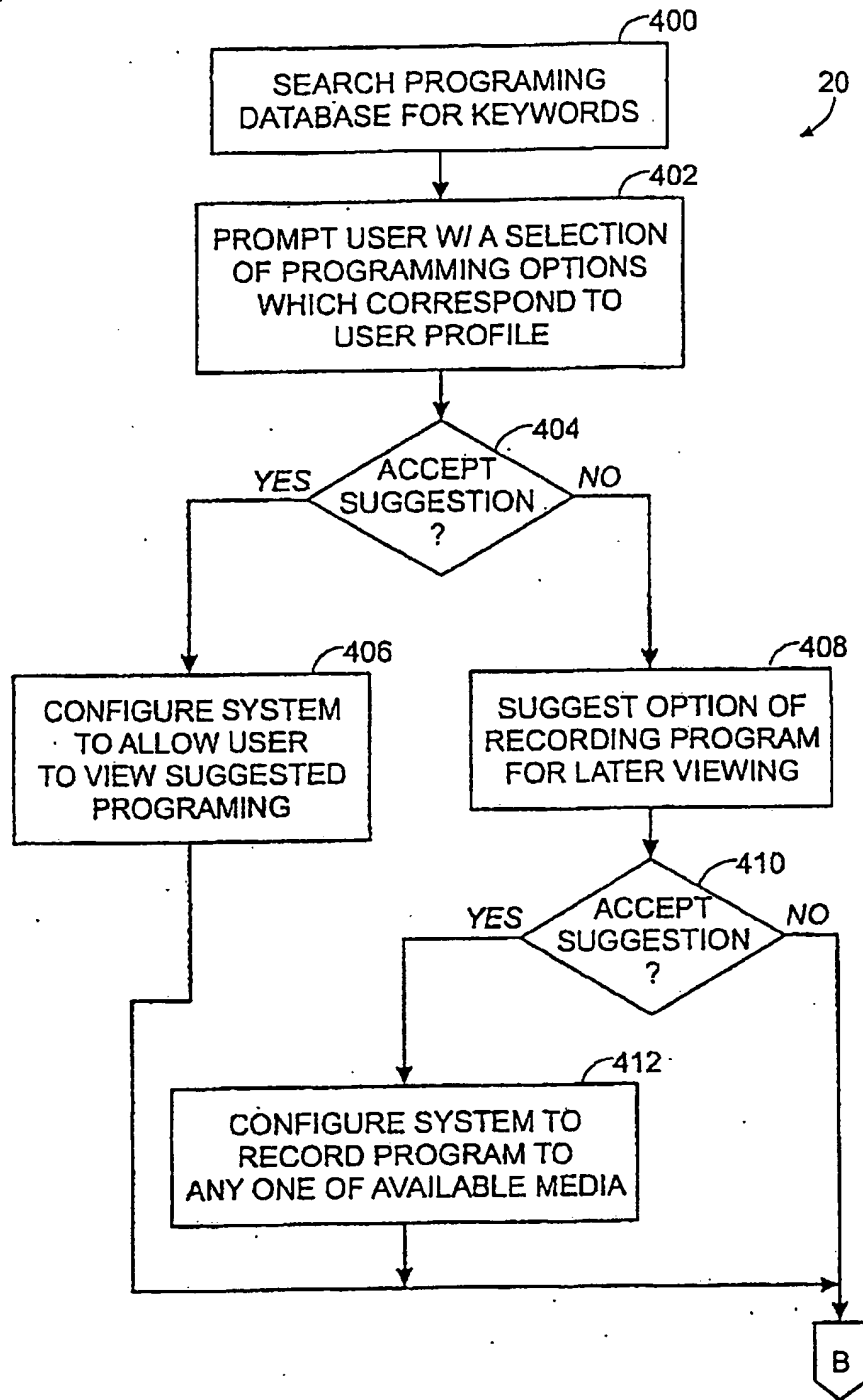 400
SEARCH PROGRAMING
DATABASE FOR KEYWORDS
20
402
PROMPT USER W/ A SELECTION
OF PROGRAMMING OPTIONS
WHICH CORRESPOND TO
USER PROFILE
404
YES
ACCEPT
SUGGESTION
?
NO
406
CONFIGURE SYSTEM
TO ALLOW USER
TO VIEW SUGGESTED
PROGRAMING
408
SUGGEST OPTION OF
RECORDING PROGRAM
FOR LATER VIEWING
410
YES
ACCEPT
SUGGESTION
?
NO
412
CONFIGURE SYSTEM TO
RECORD PROGRAM TO
ANY ONE OF AVAILABLE MEDIA
B